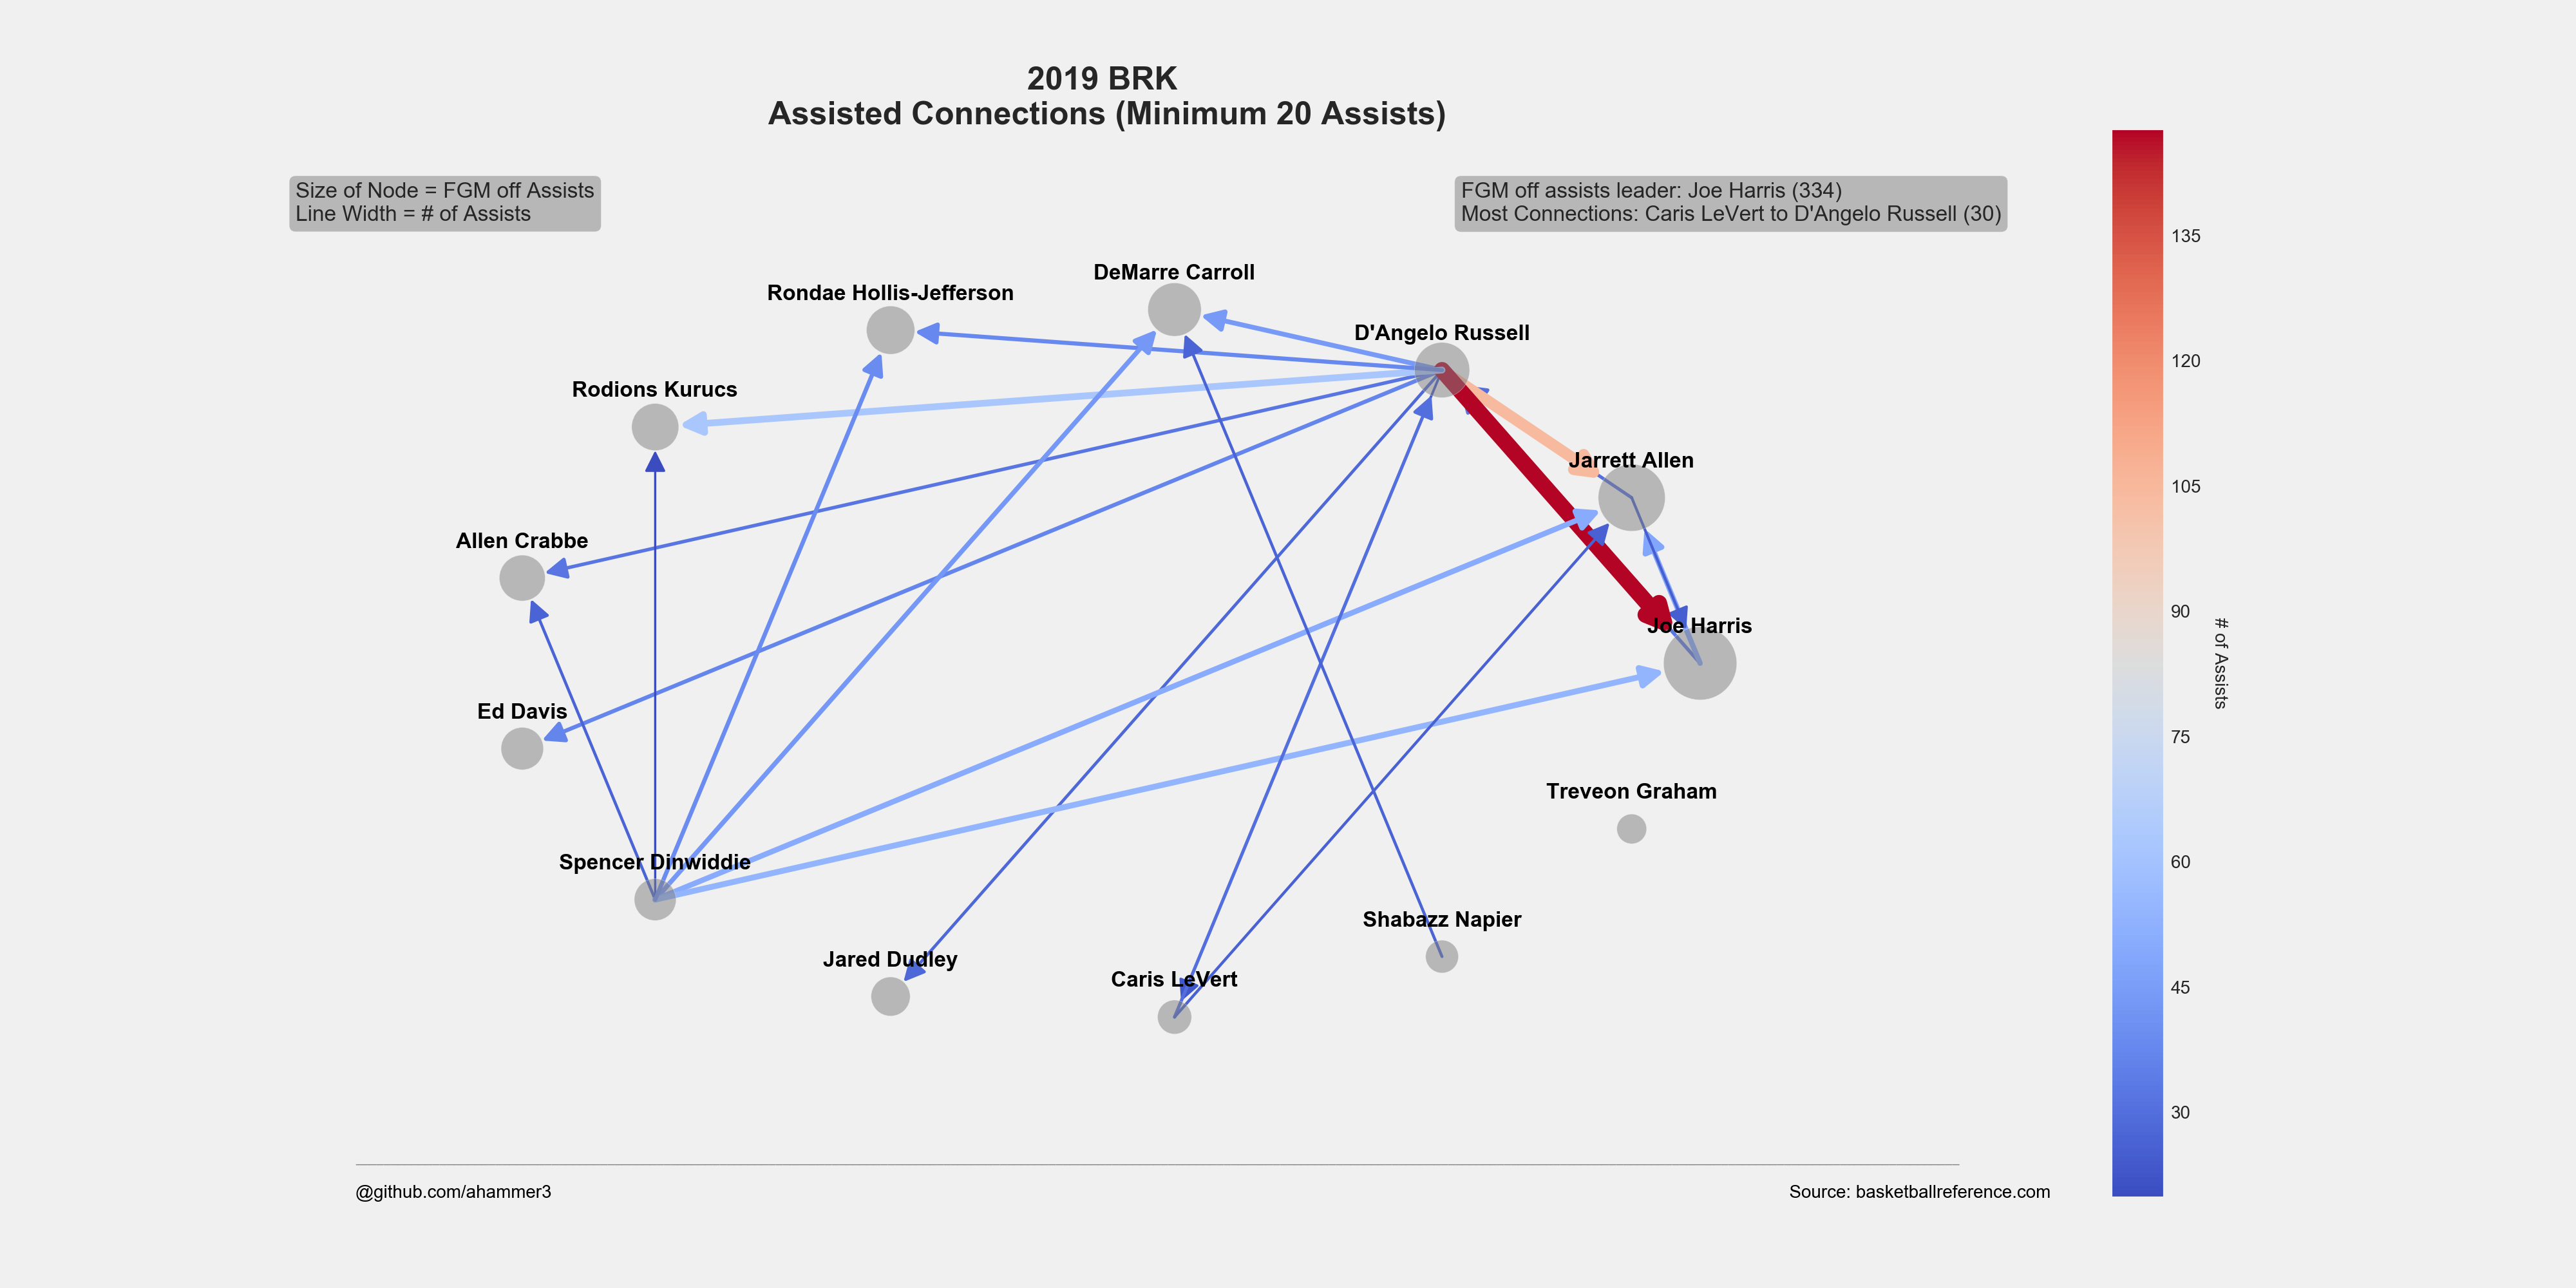 2019 BRK
Assisted Connections (Minimum 20 Assists)
Size of Node = FGM off Assists
Line Width = # of Assists
FGM off assists leader: Joe Harris (334)
Most Connections: Caris LeVert to D'Angelo Russell (30)
DeMarre Carroll
Rondae Hollis-Jefferson
D'Angelo Russell
Rodions Kurucs
Jarrett Allen
Allen Crabbe
Joe Harris
Ed Davis
Treveon Graham
Spencer Dinwiddie
Shabazz Napier
Jared Dudley
Caris LeVert
135
120
105
90
75
60
45
30
# of Assists
@github.com/ahammer3
Source: basketballreference.com